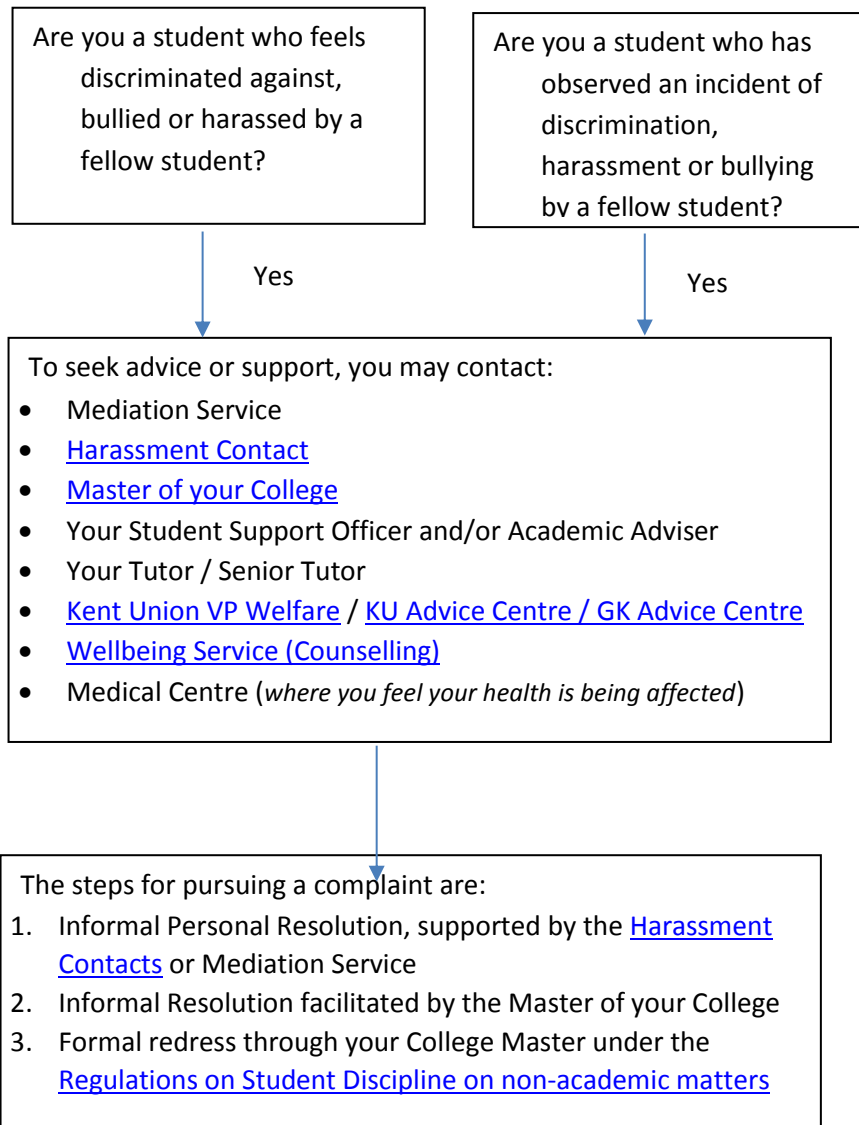 Are you a student who feels
discriminated against,
bullied or harassed by a
fellow student?
Are you a student who has
observed an incident of
discrimination,
harassment or bullying
by a fellow student?
Yes
Yes
To seek advice or support, you may contact:
• Mediation Service
• Harassment Contact
• Master of your College
• Your Student Support Officer and/or Academic Adviser
• Your Tutor / Senior Tutor
• Kent Union VP Welfare / KU Advice Centre / GK Advice Centre
• Wellbeing Service (Counselling)
• Medical Centre (where you feel your health is being affected)
The steps for pursuing a complaint are:
1. Informal Personal Resolution, supported by the Harassment
Contacts or Mediation Service
2. Informal Resolution facilitated by the Master of your College
3. Formal redress through your College Master under the
Regulations on Student Discipline on non-academic matters